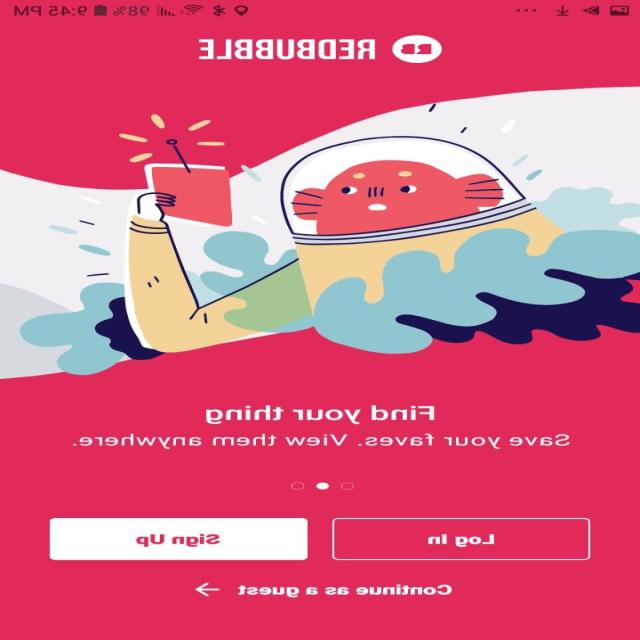 9:45 PM 98%
REDBUBBLE
Find your thing
Save your faves. View them anywhere.
Log In
Sign Up
Continue as a guest →